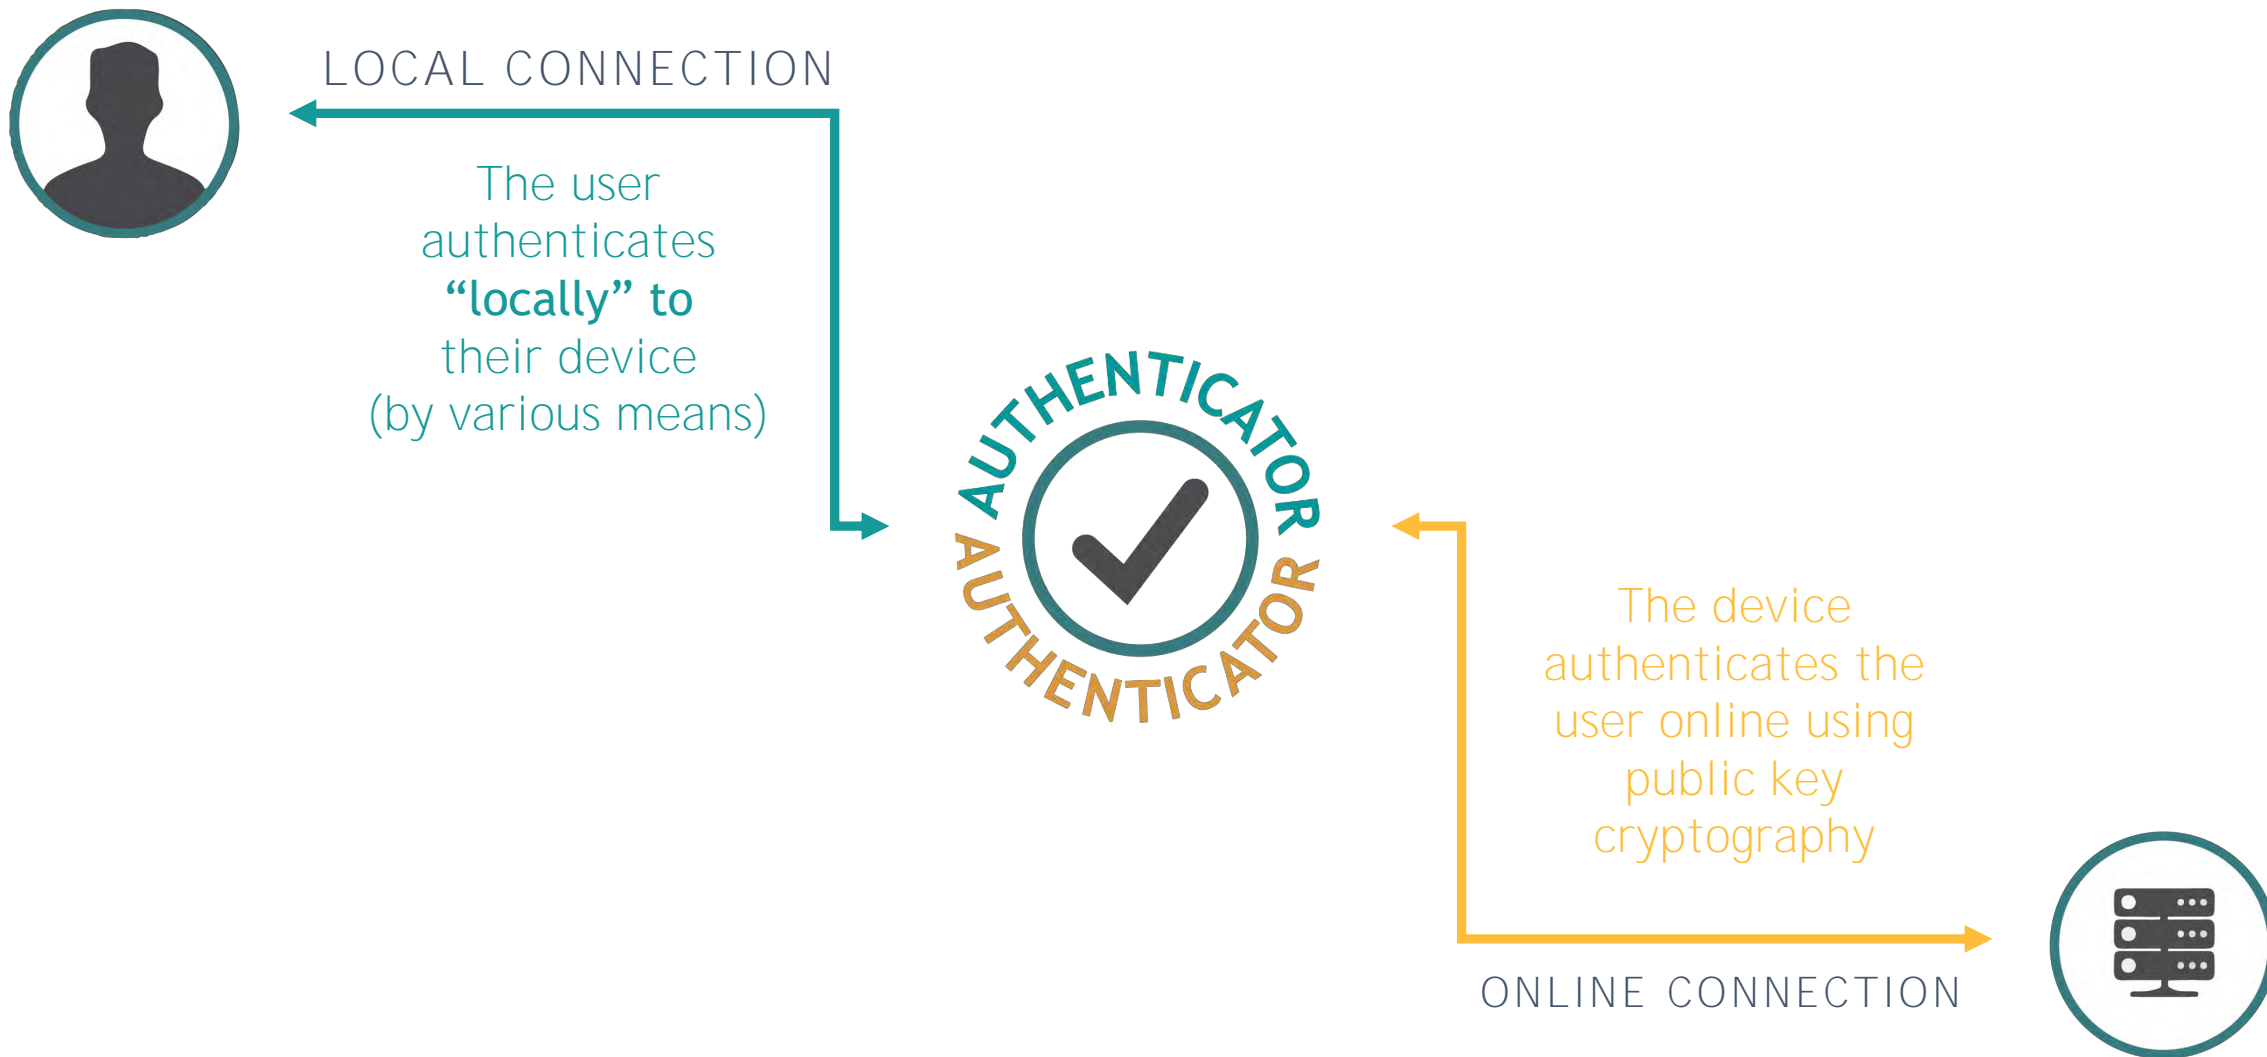 LOCAL CONNECTION
The user
authenticates
“locally” to
their device
(by various means)
AUTHENTICATOR
AUTHENTICATOR
The device
authenticates the
user online using
public key
cryptography
ONLINE CONNECTION